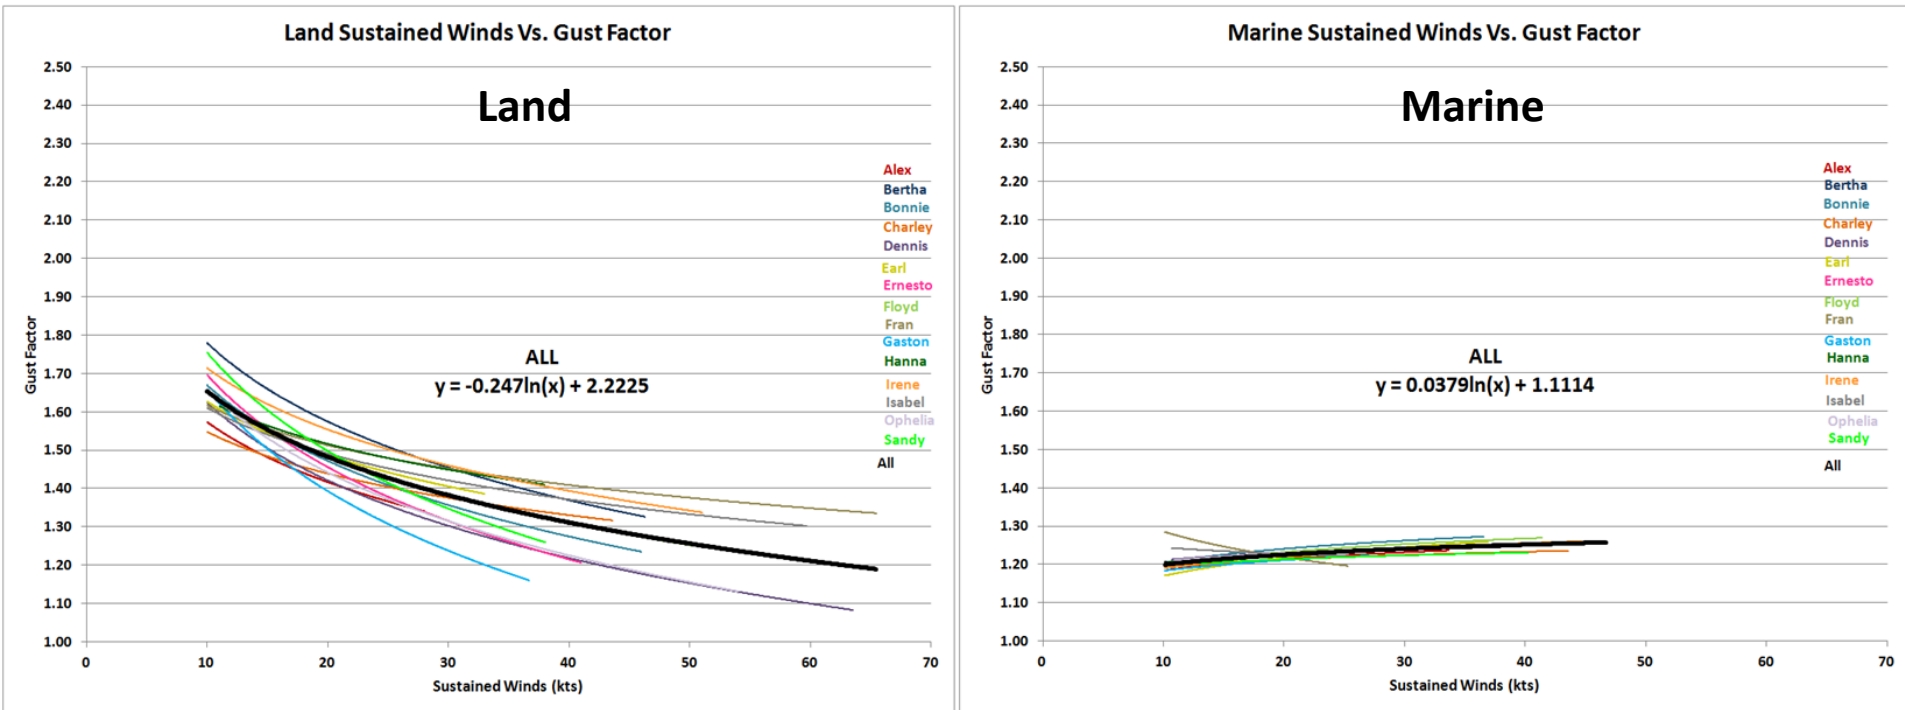 Land Sustained Winds Vs. Gust Factor
Land
2.50
2.40
2.30
2.20
2.10
2.00
1.90
1.80
1.70
1.60
1.50
1.40
1.30
1.20
1.10
1.00
Gust Factor
ALL
y = -0.247ln(x) + 2.2225
Alex
Bertha
Bonnie
Charley
Dennis
Earl
Ernesto
Floyd
Fran
Gaston
Hanna
Irene
Isabel
Ophelia
Sandy
All
0 10 20 30 40 50 60 70
Sustained Winds (kts)
Marine Sustained Winds Vs. Gust Factor
Marine
2.50
2.40
2.30
2.20
2.10
2.00
1.90
1.80
1.70
1.60
1.50
1.40
1.30
1.20
1.10
1.00
Gust Factor
ALL
y = 0.0379ln(x) + 1.1114
Alex
Bertha
Bonnie
Charley
Dennis
Earl
Ernesto
Floyd
Fran
Gaston
Hanna
Irene
Isabel
Ophelia
Sandy
All
0 10 20 30 40 50 60 70
Sustained Winds (kts)